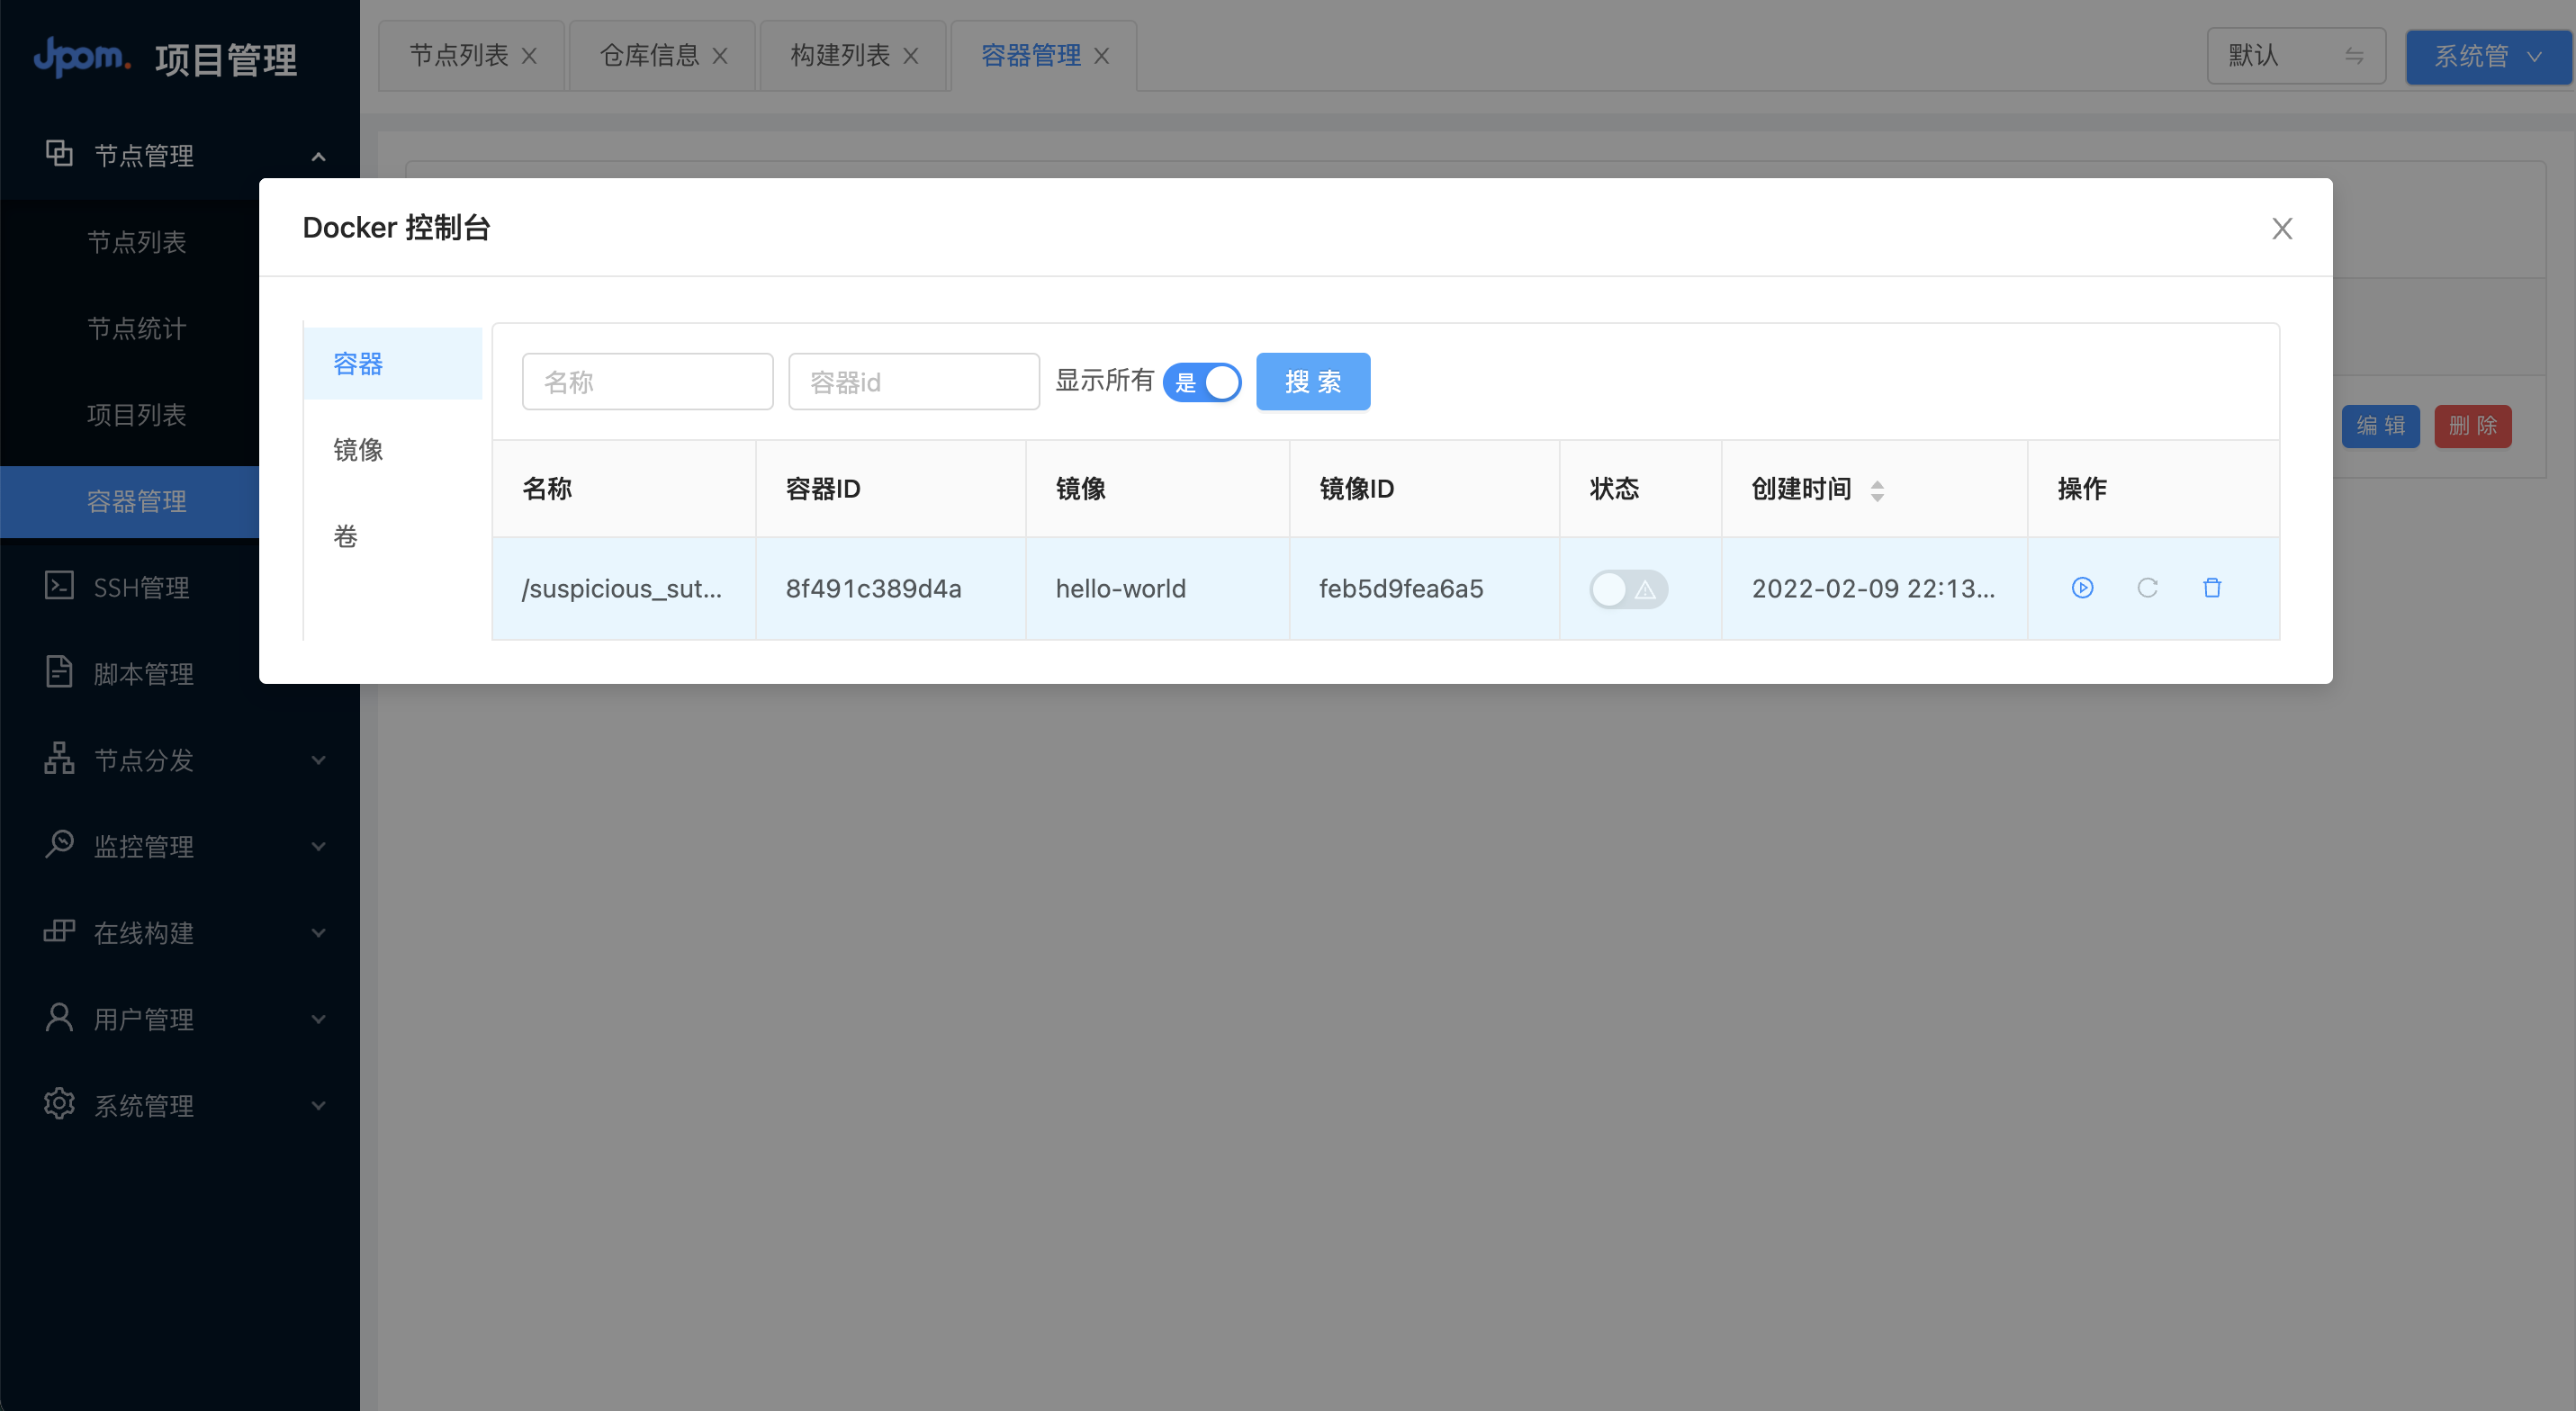 Jpom. 项目管理
节点列表
仓库信息
构建列表
容器管理
默认
系统管
节点管理
节点列表
节点统计
项目列表
容器管理
SSH管理
脚本管理
节点分发
监控管理
在线构建
用户管理
系统管理
Docker 控制台
容器
镜像
卷
名称 容器id 显示所有 是 搜 索
名称 容器ID 镜像 镜像ID 状态 创建时间 操作
/suspicious_sut... 8f491c389d4a hello-world feb5d9fea6a5 2022-02-09 22:13...
编 辑 删 除